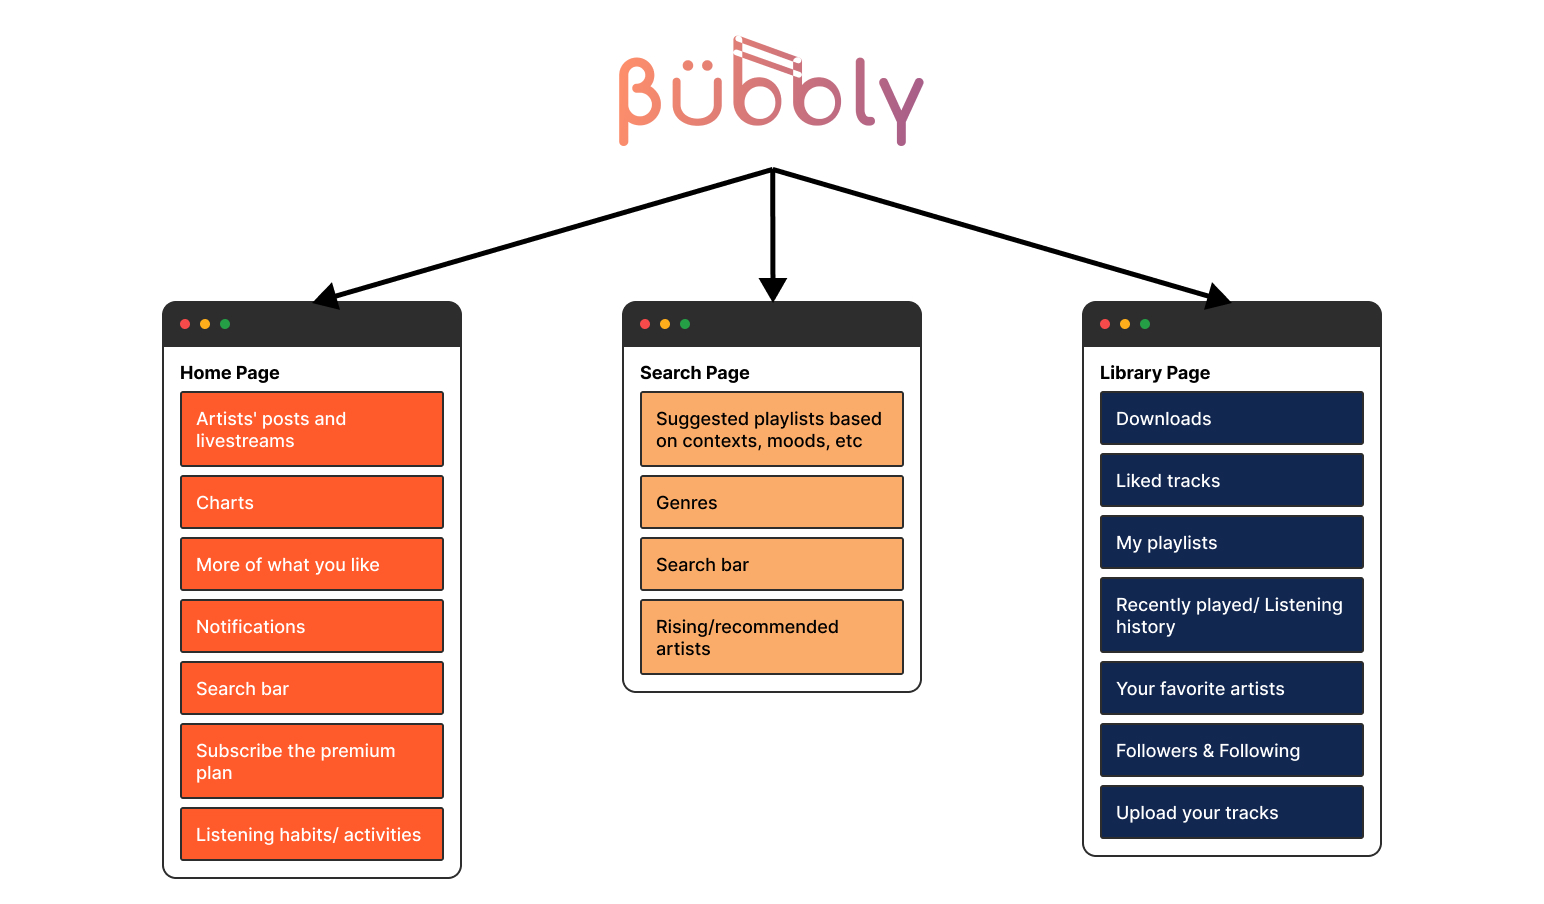 βübbly
Home Page
Artists' posts and
livestreams
Charts
More of what you like
Notifications
Search bar
Subscribe the premium
plan
Listening habits/ activities
Search Page
Suggested playlists based
on contexts, moods, etc
Genres
Search bar
Rising/recommended
artists
Library Page
Downloads
Liked tracks
My playlists
Recently played/ Listening
history
Your favorite artists
Followers & Following
Upload your tracks